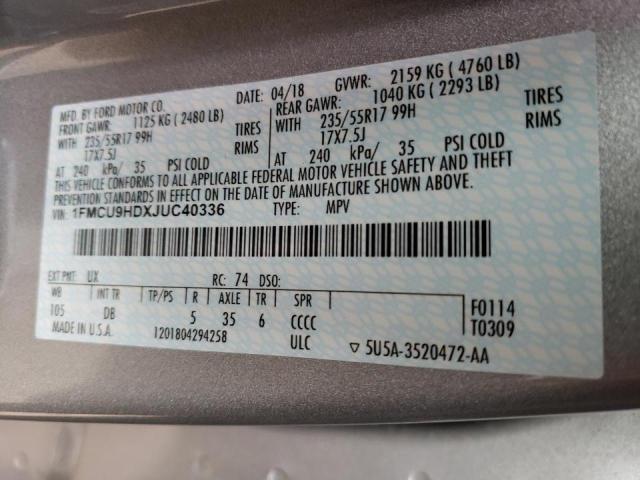 MFD. BY FORD MOTOR CO.
DATE: 04/18 GVWR: 2159 KG ( 4760 LB)
FRONT GAWR: 1125 KG ( 2480 LB)
REAR GAWR: 1040 KG ( 2293 LB)
WITH 235/55R17 99H TIRES
17X7.5J RIMS
AT 240 kPa/ 35 PSI COLD
WITH 235/55R17 99H TIRES
17X7.5J RIMS
AT 240 kPa/ 35 PSI COLD
THIS VEHICLE CONFORMS TO ALL APPLICABLE FEDERAL MOTOR VEHICLE SAFETY AND THEFT
PREVENTION STANDARDS IN EFFECT ON THE DATE OF MANUFACTURE SHOWN ABOVE.
VIN: 1FMCU9HDXJUC40336 TYPE: MPV
EXT PNT: UX RC: 74 DSO:
WB INT TR TP/PS R AXLE TR SPR
105 DB 5 35 6 CCCC
F0114
T0309
MADE IN U.S.A. 1201804294258 ULC ▽ 5U5A-3520472-AA